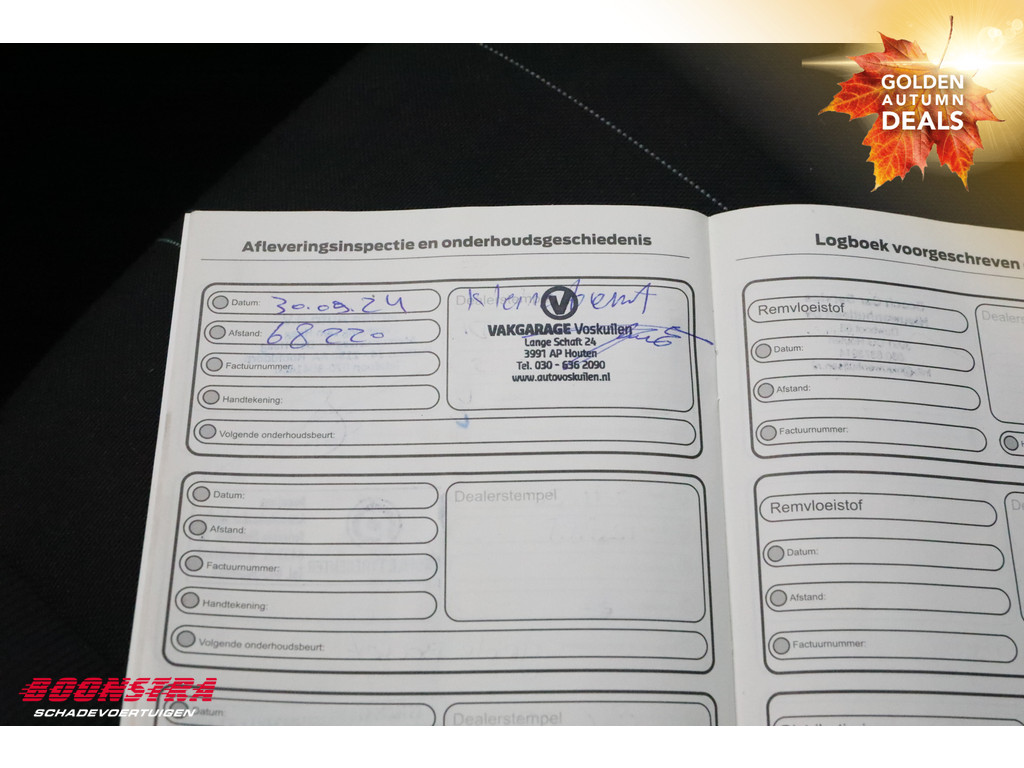 GOLDEN
AUTUMN
DEALS
Afleveringsinspectie en onderhoudsgeschiedenis
Datum: 30.09.24
Afstand: 68220
Factuurnummer:
Handtekening:
Volgende onderhoudsbeurt:
Dealerstempel
VAKGARAGE Voskuilen
Lange Schaft 24
3991 AP Houten
Tel. 030 - 636 2090
www.autovoskuilen.nl
Datum:
Afstand:
Factuurnummer:
Handtekening:
Volgende onderhoudsbeurt:
Dealerstempel
Datum:
Dealerstempel
Logboek voorgeschreven
Remvloeistof
Datum:
Afstand:
Factuurnummer:
Remvloeistof
Datum:
Afstand:
Factuurnummer:
BOONSTRA
SCHADEVOERTUIGEN